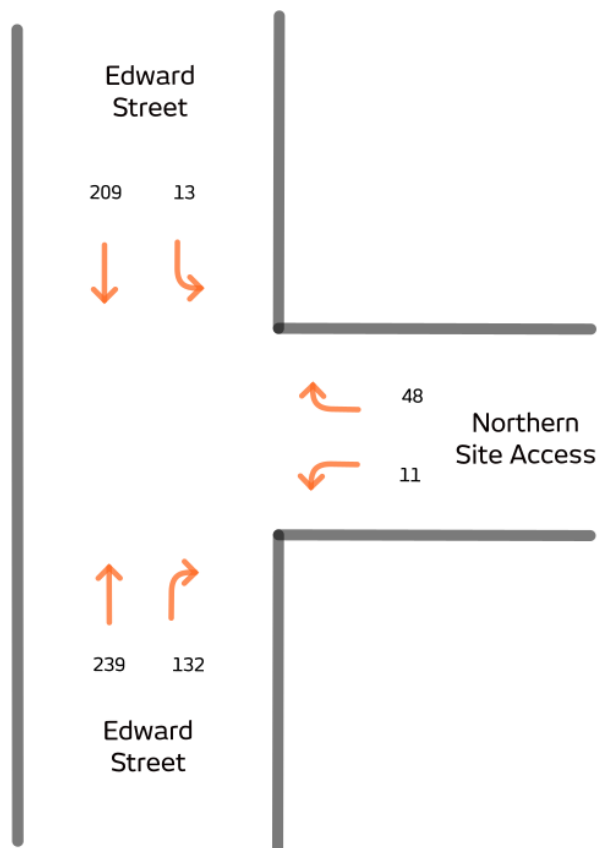 Edward
Street
209 13
48
Northern
Site Access
11
239 132
Edward
Street